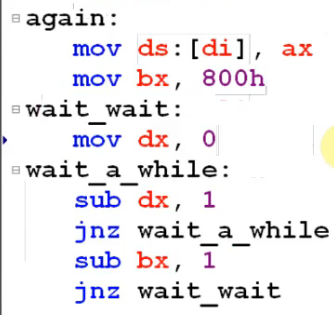 again:
mov ds:[di], ax
mov bx, 800h
wait_wait:
mov dx, 0
wait_a_while:
sub dx, 1
jnz wait_a_while
sub bx, 1
jnz wait_wait